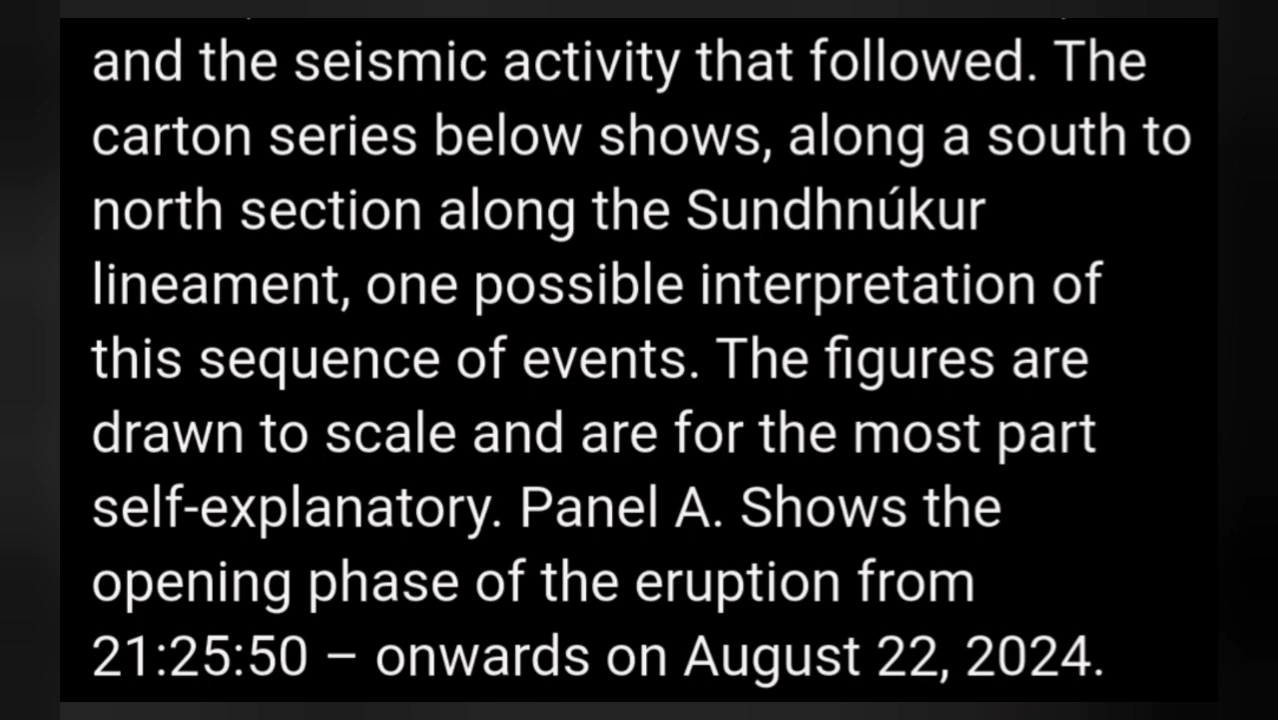 and the seismic activity that followed. The
carton series below shows, along a south to
north section along the Sundhnúkur
lineament, one possible interpretation of
this sequence of events. The figures are
drawn to scale and are for the most part
self-explanatory. Panel A. Shows the
opening phase of the eruption from
21:25:50 – onwards on August 22, 2024.